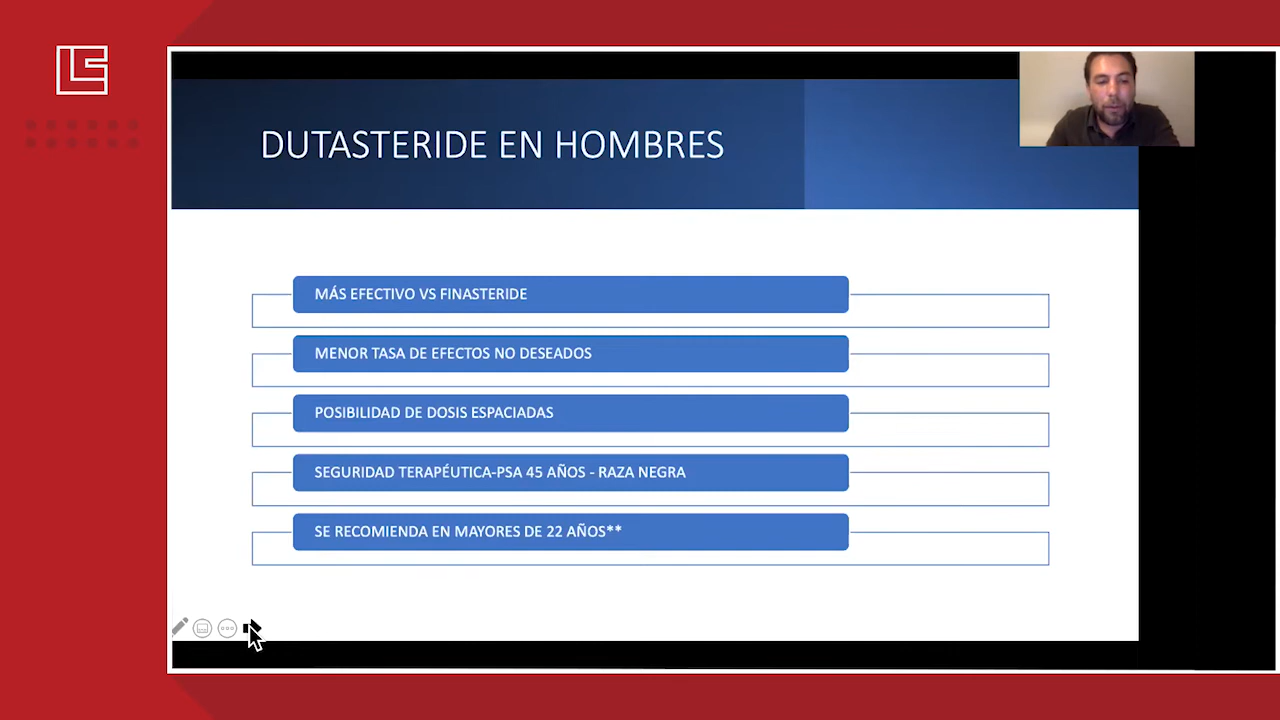 DUTASTERIDE EN HOMBRES
MÁS EFECTIVO VS FINASTERIDE
MENOR TASA DE EFECTOS NO DESEADOS
POSIBILIDAD DE DOSIS ESPACIADAS
SEGURIDAD TERAPÉUTICA-PSA 45 AÑOS - RAZA NEGRA
SE RECOMIENDA EN MAYORES DE 22 AÑOS**